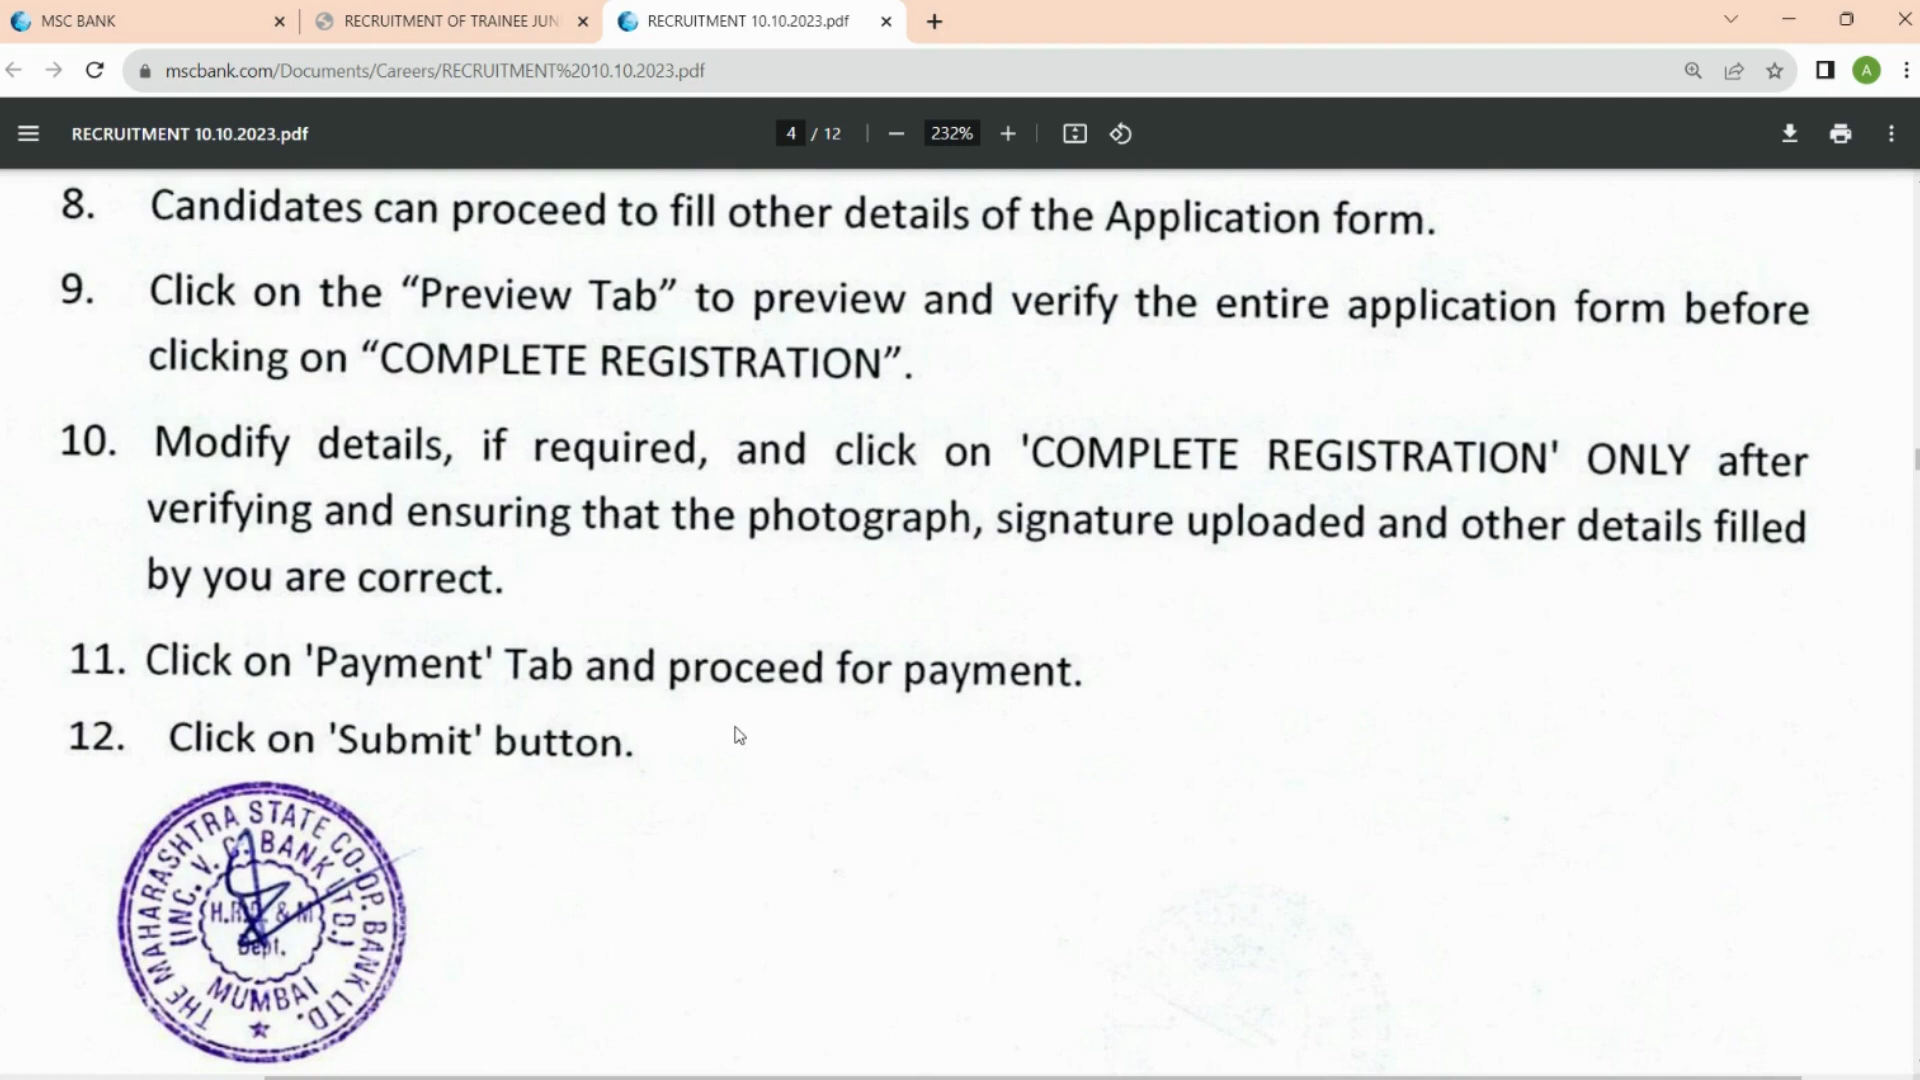 MSC BANK
RECRUITMENT OF TRAINEE JUN
RECRUITMENT 10.10.2023.pdf
mscbank.com/Documents/Careers/RECRUITMENT%2010.10.2023.pdf
A
RECRUITMENT 10.10.2023.pdf
4 / 12
232%
8. Candidates can proceed to fill other details of the Application form.
9. Click on the “Preview Tab” to preview and verify the entire application form before
clicking on “COMPLETE REGISTRATION”.
10. Modify details, if required, and click on 'COMPLETE REGISTRATION' ONLY after
verifying and ensuring that the photograph, signature uploaded and other details filled
by you are correct.
11. Click on 'Payment' Tab and proceed for payment.
12. Click on 'Submit' button.
THE MAHARASHTRA STATE CO-OP. BANK LTD.
(INC. V. C. BANK LTD.)
& M
Dept.
MUMBAI